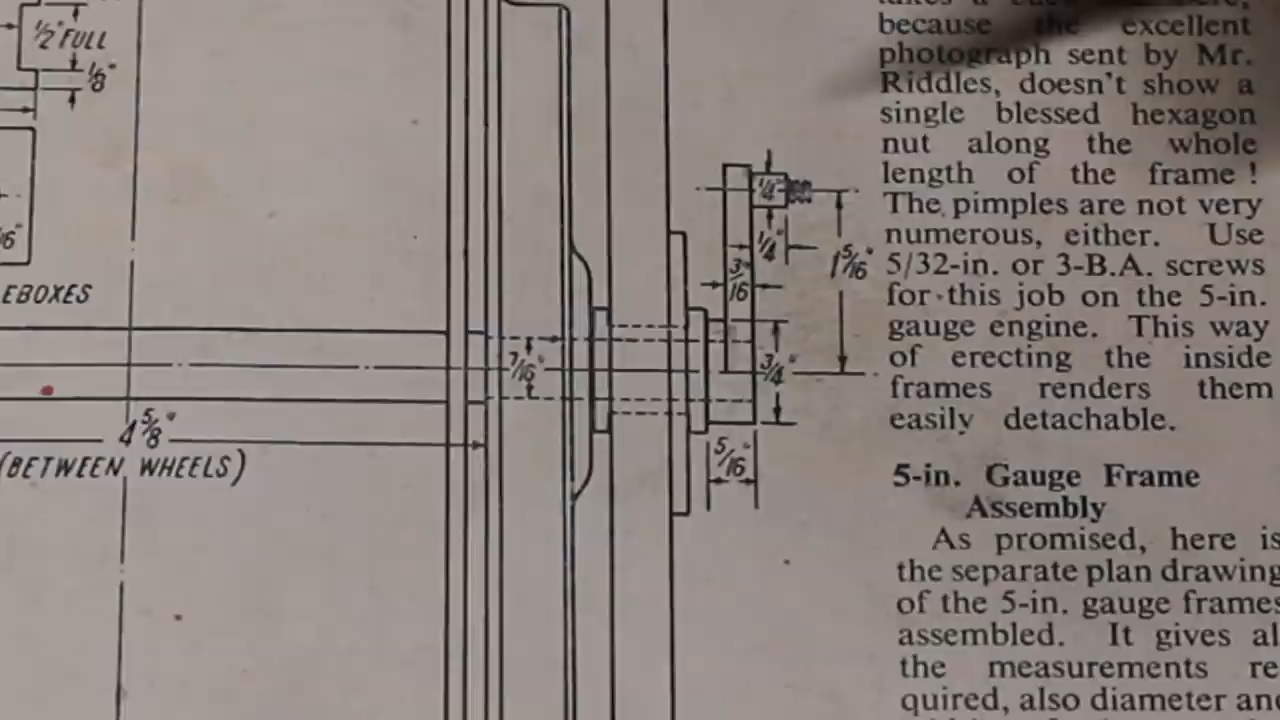 1/2" FULL
1/8"
EBOXES
4 5/8"
(BETWEEN WHEELS)
7/16"
1/4"
1/4"
3/16"
1 5/16"
3/4"
5/16"
because the excellent
photograph sent by Mr.
Riddles, doesn't show a
single blessed hexagon
nut along the whole
length of the frame !
The pimples are not very
numerous, either. Use
5/32-in. or 3-B.A. screws
for this job on the 5-in.
gauge engine. This way
of erecting the inside
frames renders them
easily detachable.
5-in. Gauge Frame
Assembly
As promised, here is
the separate plan drawing
of the 5-in. gauge frames
assembled. It gives al
the measurements re
quired, also diameter and